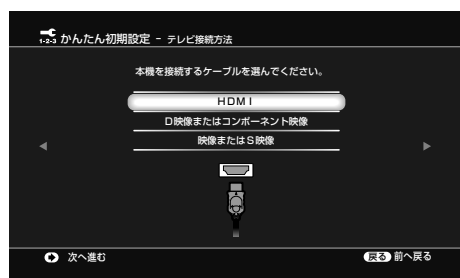 1-2-3 かんたん初期設定 - テレビ接続方法
本機を接続するケーブルを選んでください。
HDMI
D映像またはコンポーネント映像
映像またはS映像
次へ進む
戻る 前へ戻る